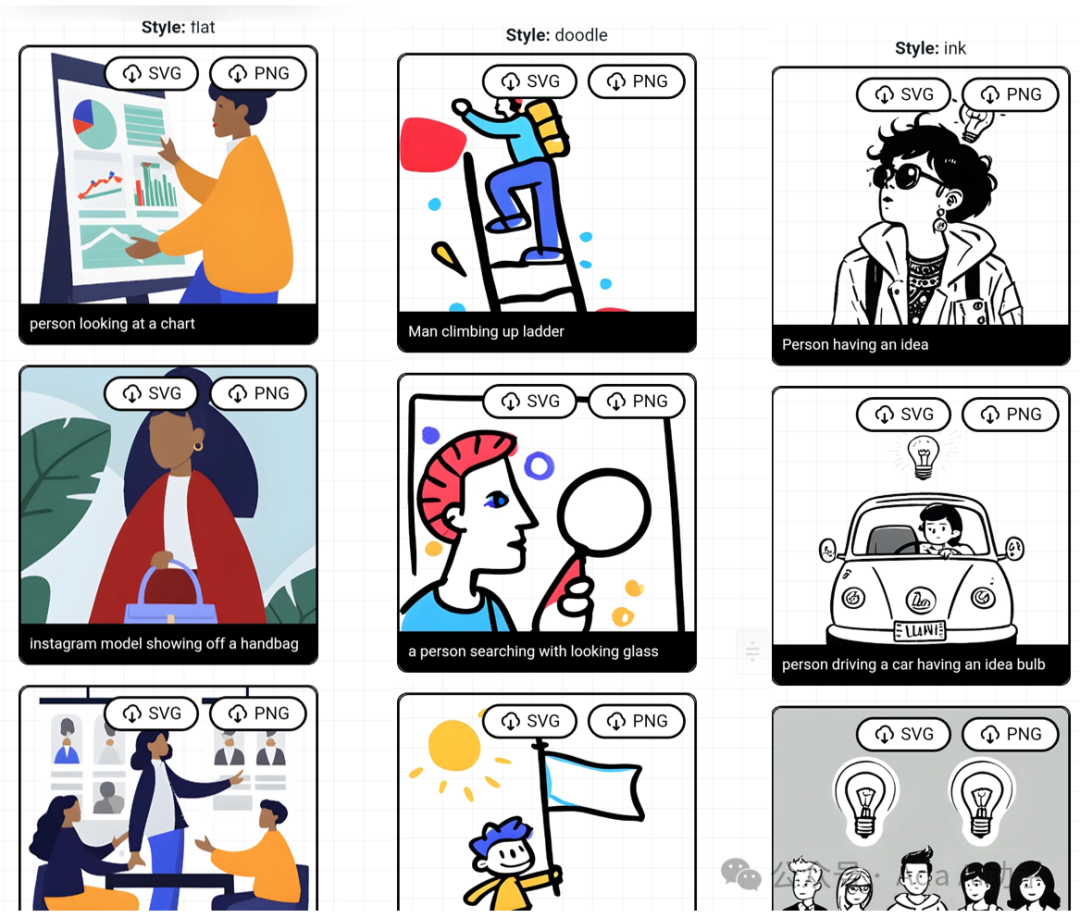 Style: flat
SVG
PNG
person looking at a chart
SVG
PNG
instagram model showing off a handbag
SVG
PNG
Style: doodle
SVG
PNG
Man climbing up ladder
SVG
PNG
a person searching with looking glass
SVG
PNG
Style: ink
SVG
PNG
Person having an idea
SVG
PNG
person driving a car having an idea bulb
SVG
PNG
公众号